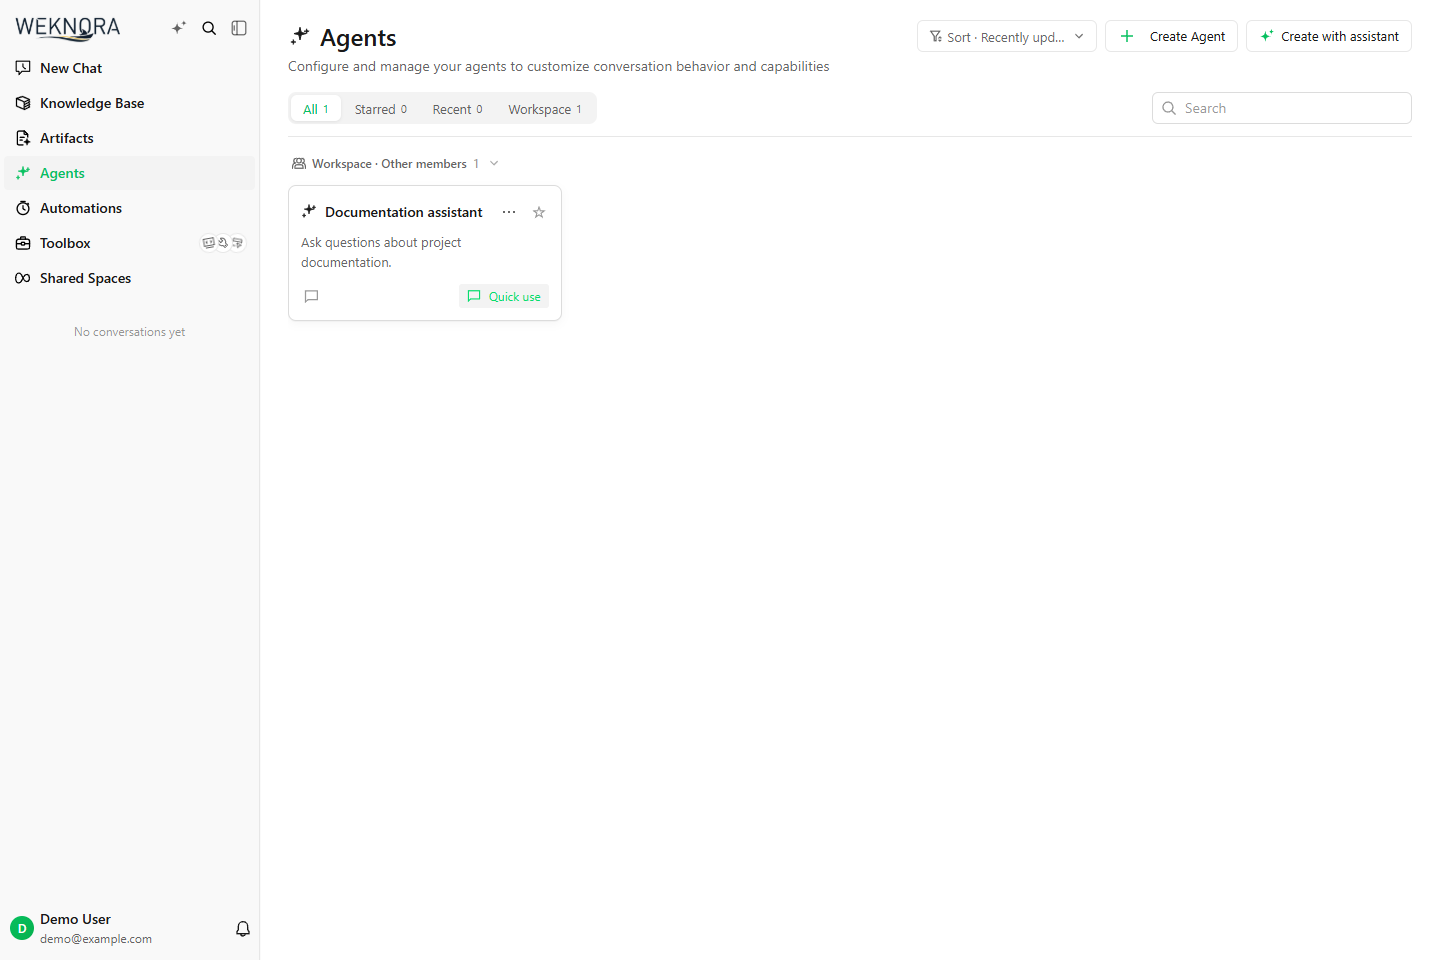 WEKNORA
New Chat
Knowledge Base
Artifacts
Agents
Automations
Toolbox
Shared Spaces
No conversations yet
Demo User
demo@example.com
D
Agents
Configure and manage your agents to customize conversation behavior and capabilities
Sort · Recently upd...
Create Agent
Create with assistant
All 1
Starred 0
Recent 0
Workspace 1
Search
Workspace · Other members 1
Documentation assistant
Ask questions about project
documentation.
Quick use